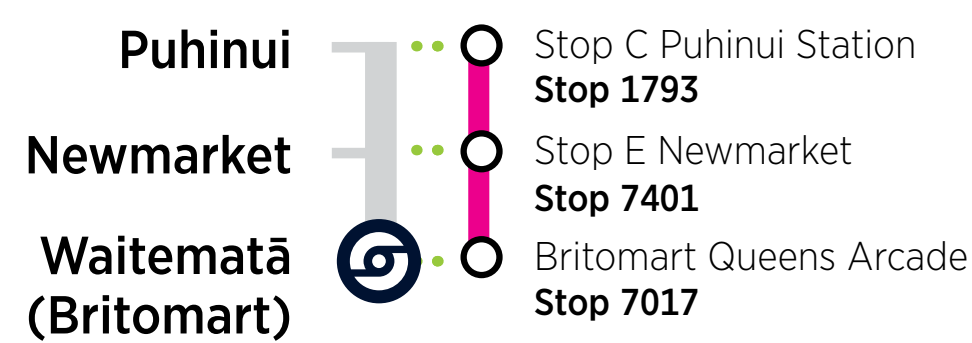 Puhinui
Stop C Puhinui Station
Stop 1793
Newmarket
Stop E Newmarket
Stop 7401
Waitematā
(Britomart)
Britomart Queens Arcade
Stop 7017